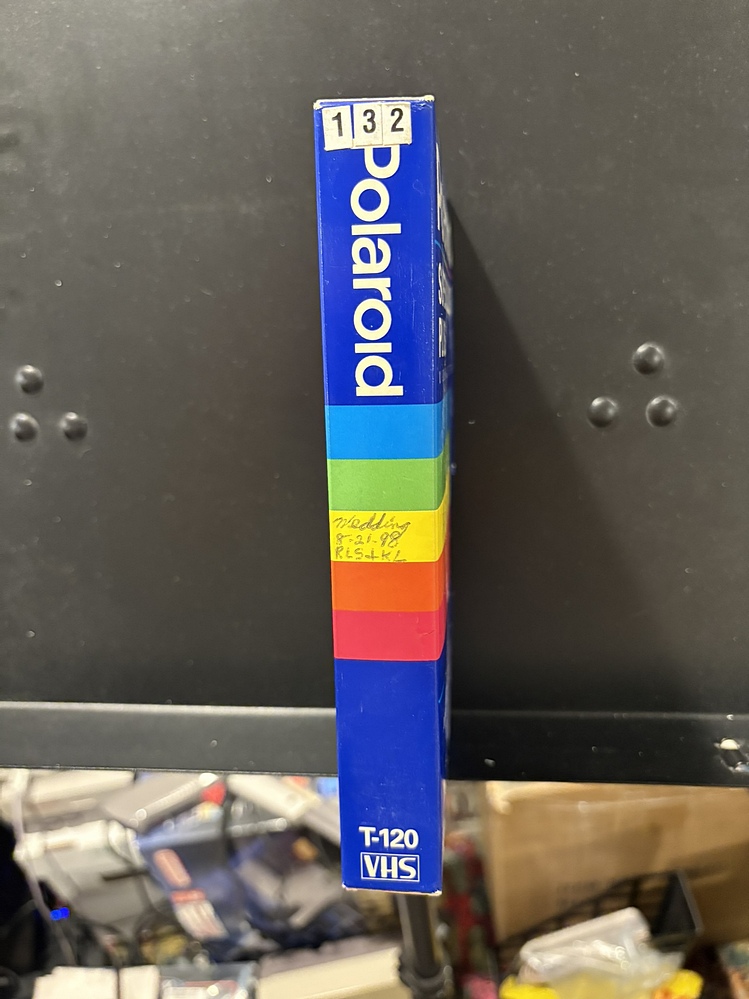 132
Polaroid
Wedding
8-21-98
RLS+KL
T-120
VHS